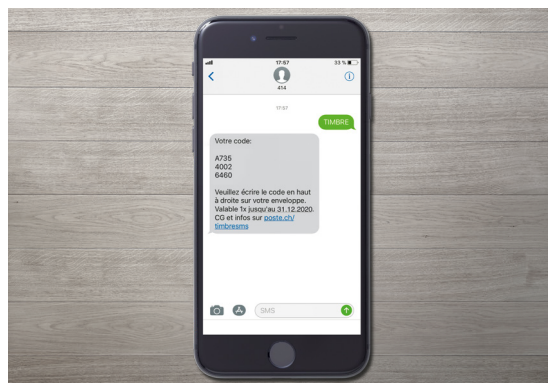 17:57
33 %
414
17:57
TIMBRE
Votre code:
A735
4002
6460
Veuillez écrire le code en haut
à droite sur votre enveloppe.
Valable 1x jusqu'au 31.12.2020.
CG et infos sur poste.ch/
timbresms
SMS